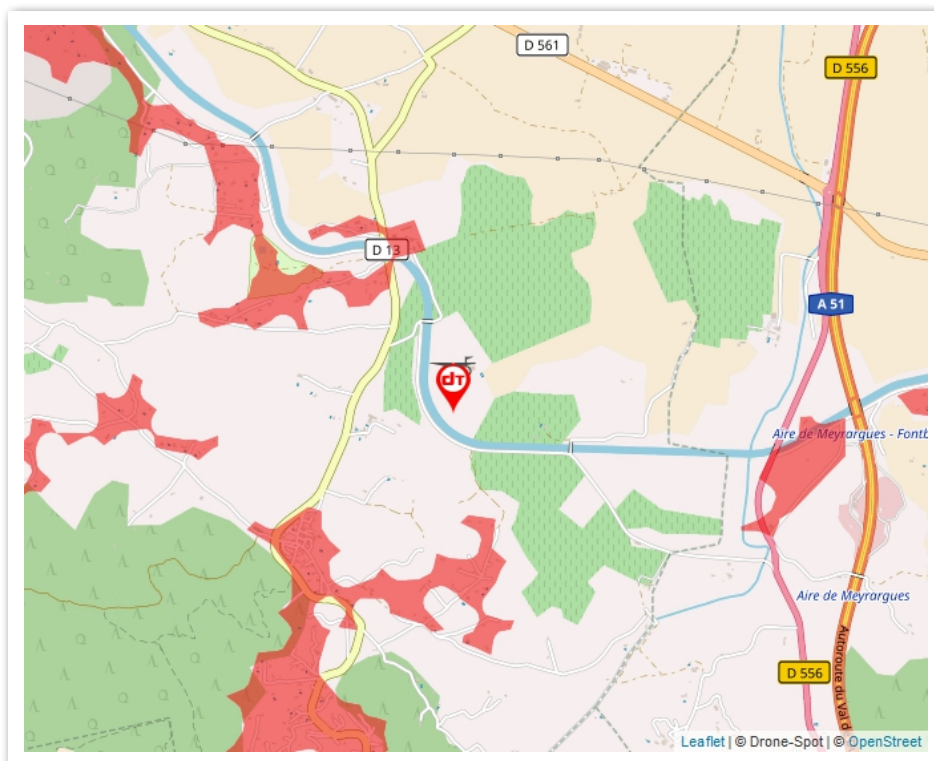 D 561
D 556
D 13
A 51
dT
Aire de Meyrargues - Fontb
Aire de Meyrargues
D 556
Autoroute du Val d
Leaflet | © Drone-Spot | © OpenStreet